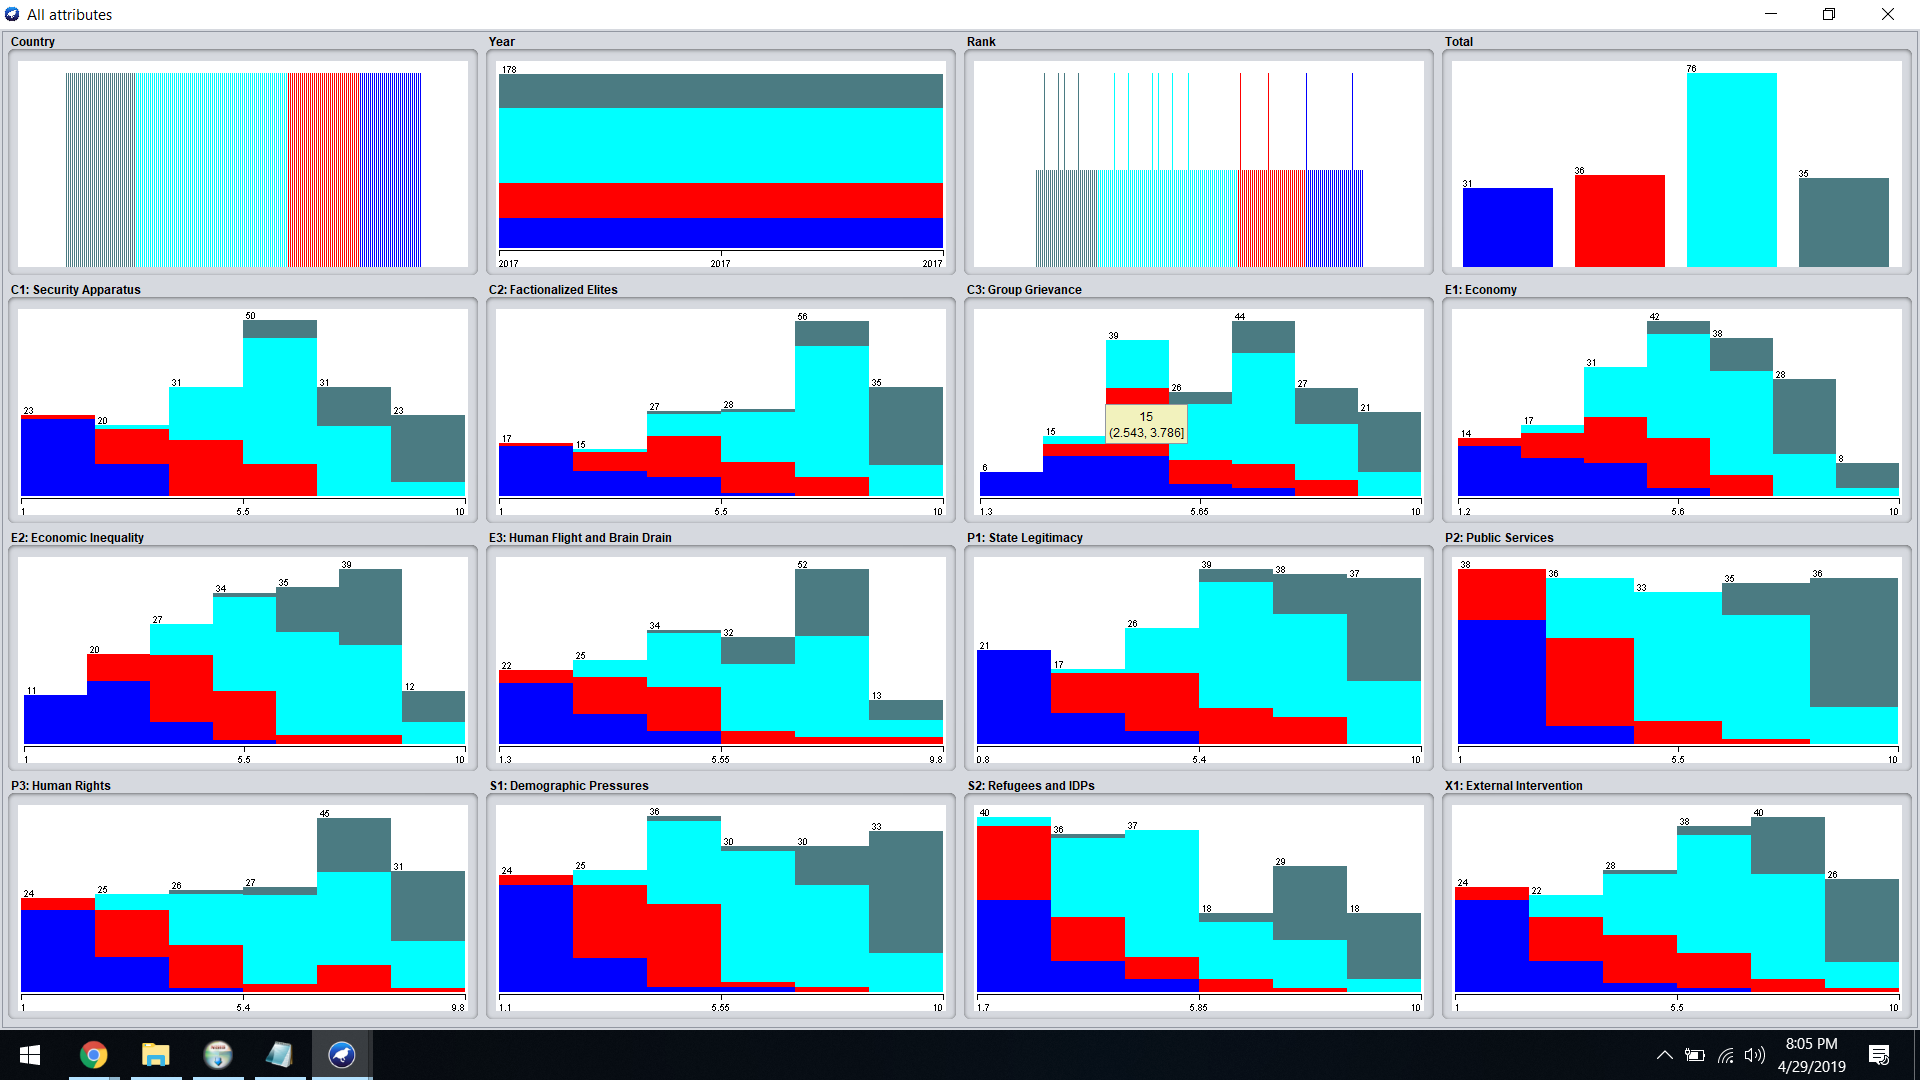 All attributes
Country
Year
Rank
Total
178
2017 2017 2017
31 36 76 35
C1: Security Apparatus
C2: Factionalized Elites
C3: Group Grievance
E1: Economy
23 20 31 50 31 23
1 5.5 10
17 15 27 28 56 35
1 5.5 10
6 15 39 26 44 27 21
15
(2.543, 3.786]
1.3 5.65 10
14 17 31 42 38 28 8
1.2 5.6 10
E2: Economic Inequality
E3: Human Flight and Brain Drain
P1: State Legitimacy
P2: Public Services
11 20 27 34 35 39 12
1 5.5 10
22 25 34 32 52 13
1.3 5.55 9.8
21 17 26 39 38 37
0.8 5.4 10
38 36 33 35 36
1 5.5 10
P3: Human Rights
S1: Demographic Pressures
S2: Refugees and IDPs
X1: External Intervention
24 25 26 27 45 31
1 5.4 9.8
24 25 36 30 30 33
1.1 5.55 10
40 36 37 18 29 18
1.7 5.85 10
24 22 28 38 40 26
1 5.5 10
8:05 PM
4/29/2019